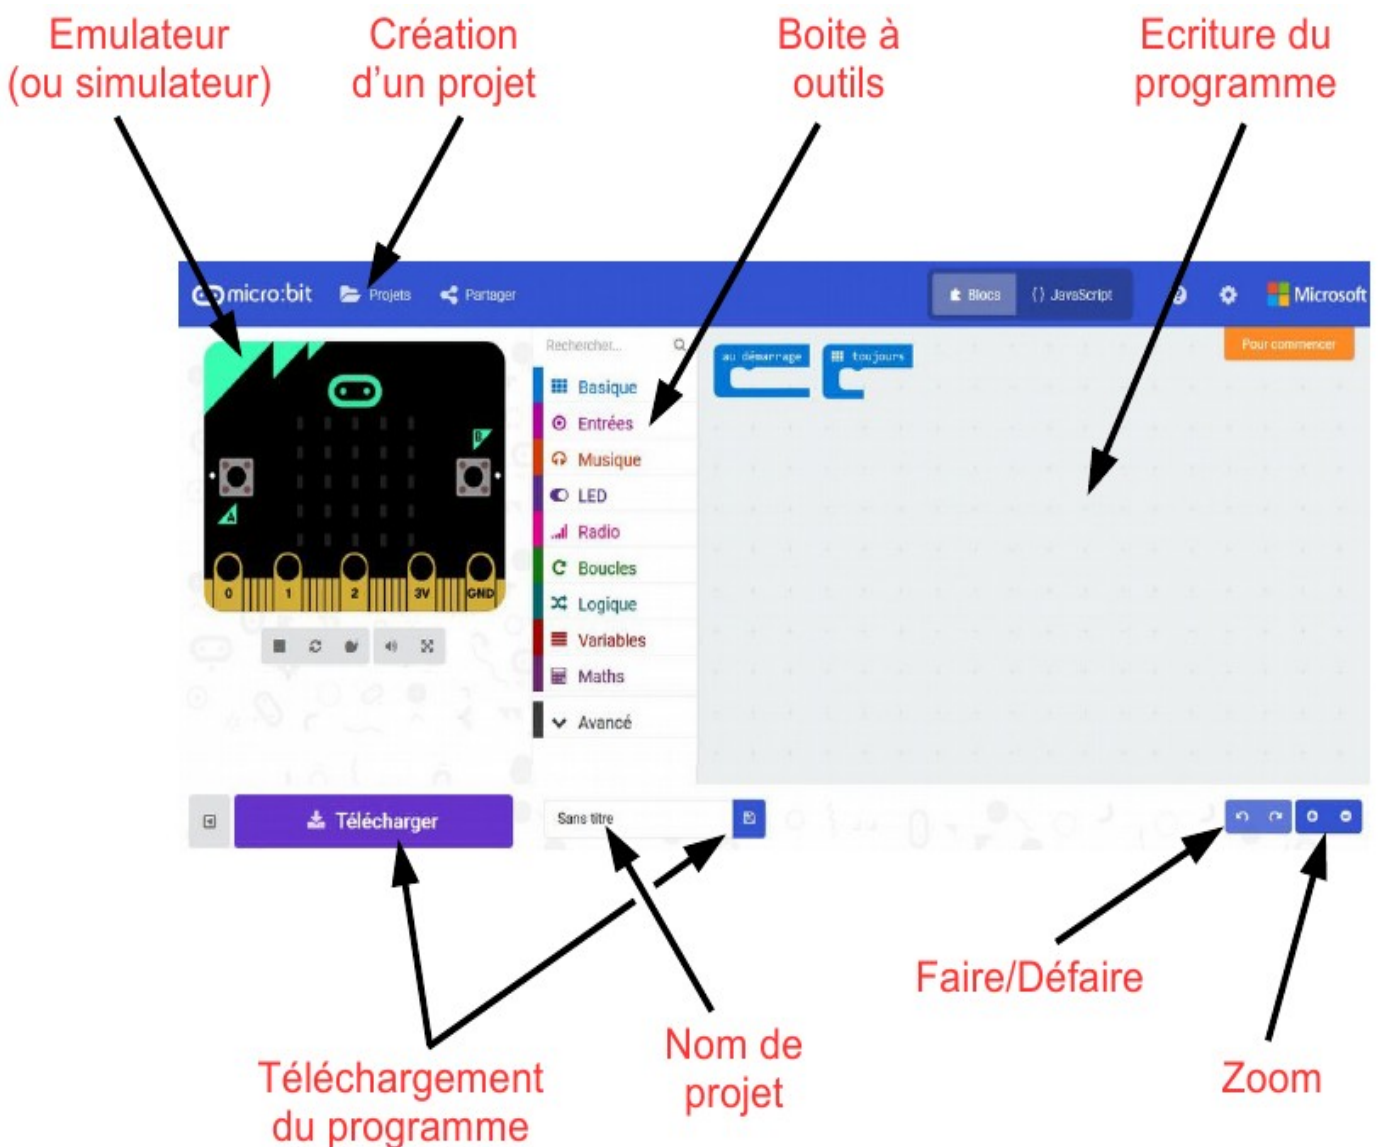 Emulateur
(ou simulateur)
Création
d'un projet
Boite à
outils
Ecriture du
programme
micro:bit
Projets
Partager
Blocs
{} JavaScript
Microsoft
Rechercher...
au démarrage
toujours
Pour commencer
Basique
Entrées
Musique
LED
Radio
Boucles
Logique
Variables
Maths
Avancé
B
A
0
1
2
3V
GND
Télécharger
Sans titre
Faire/Défaire
Nom de
projet
Téléchargement
du programme
Zoom